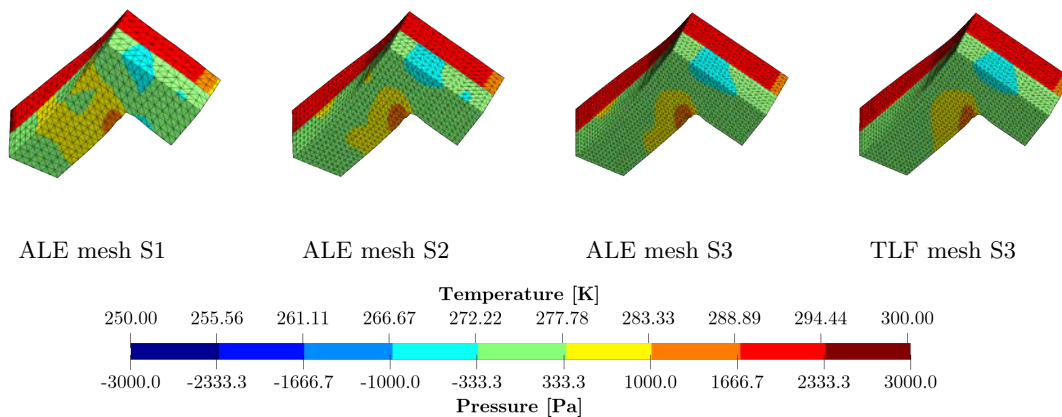 ALE mesh S1 ALE mesh S2 ALE mesh S3 TLF mesh S3
Temperature [K]
250.00 255.56 261.11 266.67 272.22 277.78 283.33 288.89 294.44 300.00
-3000.0 -2333.3 -1666.7 -1000.0 -333.3 333.3 1000.0 1666.7 2333.3 3000.0
Pressure [Pa]